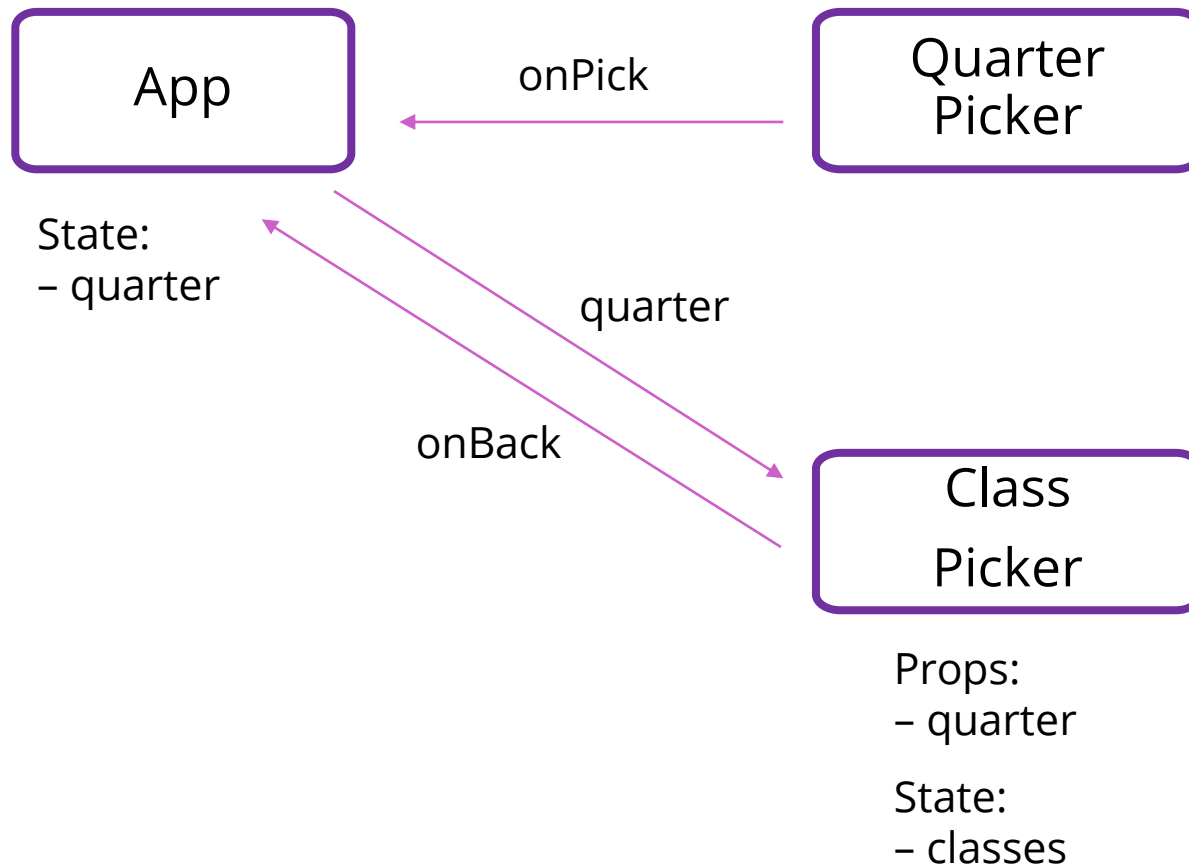 App
onPick
Quarter
Picker
State:
– quarter
quarter
onBack
Class
Picker
Props:
– quarter
State:
– classes